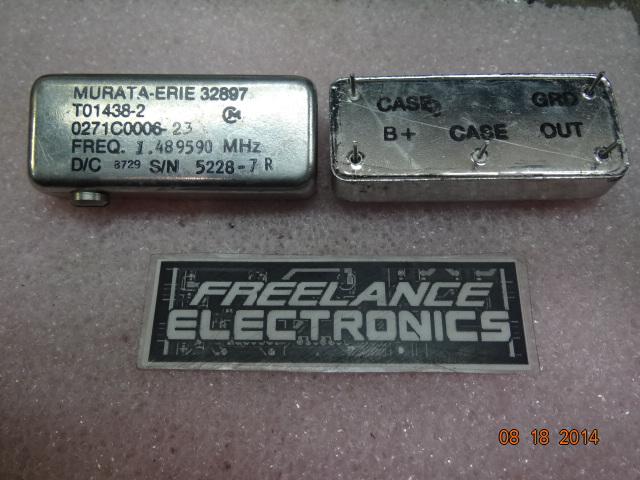 MURATA-ERIE 32897
T01438-2
0271C0006-23
FREQ. 1.489590 MHz
D/C 8729 S/N 5228-7 R
CASE GRD
B+ CASE OUT
FREELANCE
ELECTRONICS
08 18 2014